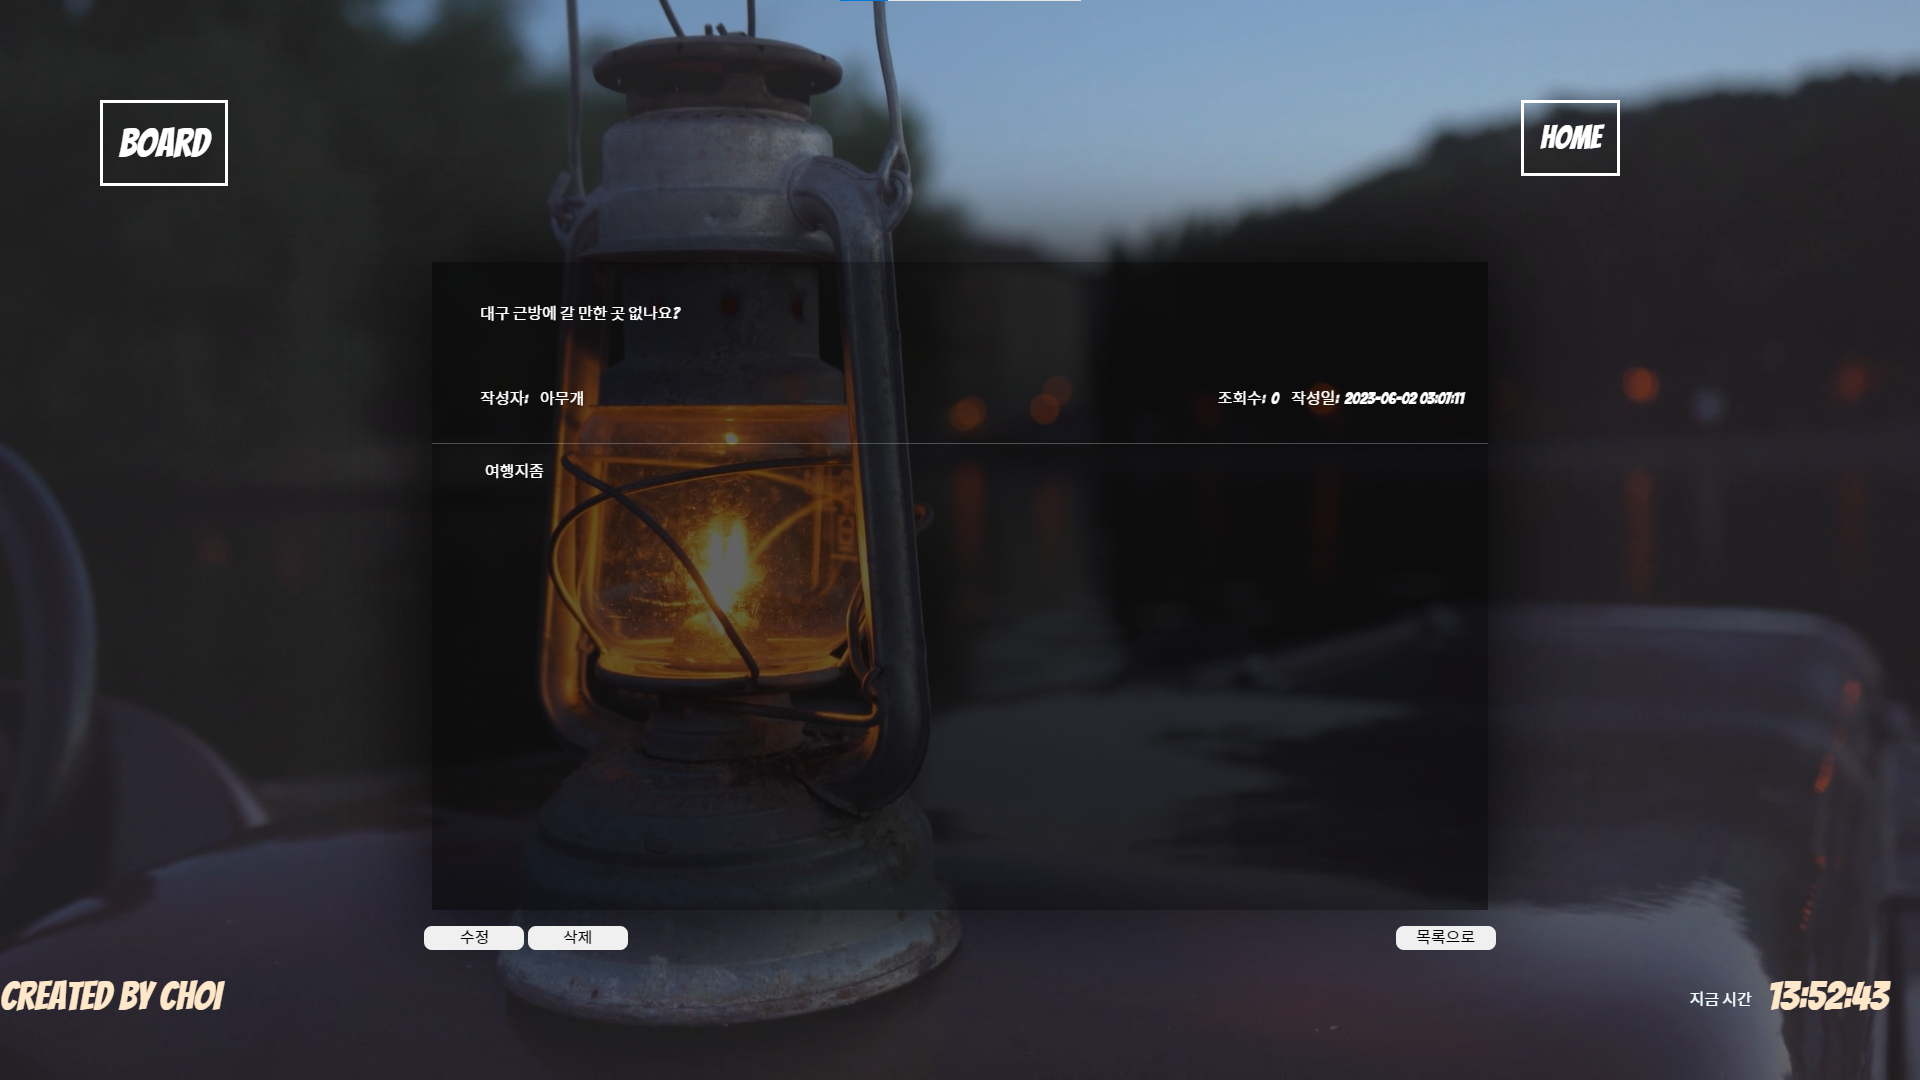 BOARD
HOME
대구 근방에 갈 만한 곳 없나요?
작성자: 아무개
조회수: 0 작성일: 2023-06-02 03:07:11
여행지좀
수정 삭제 목록으로
CREATED BY CHOI
지금 시간 13:52:43